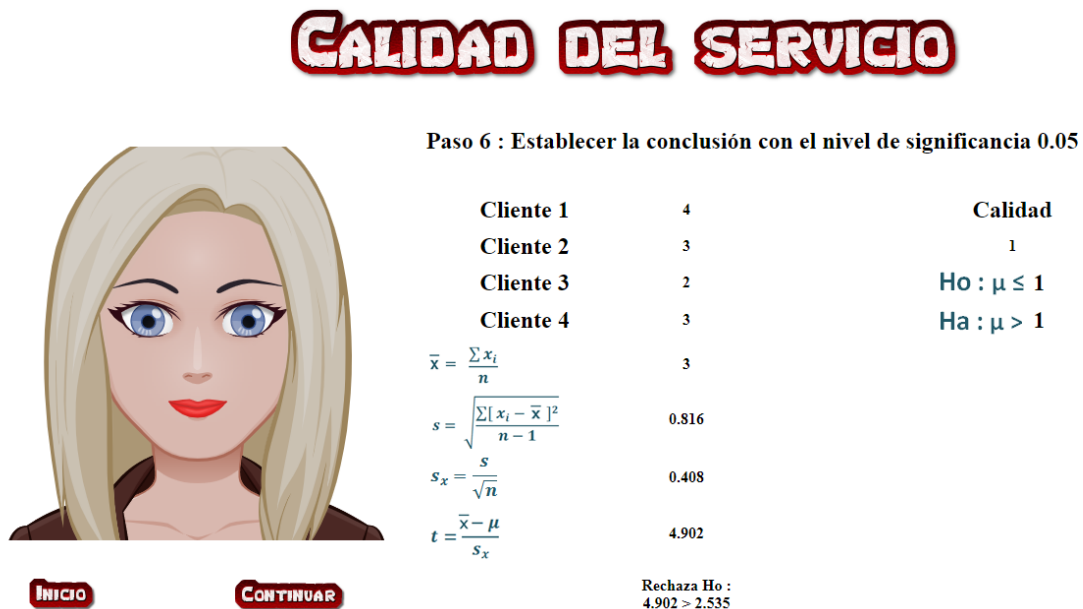 CALIDAD DEL SERVICIO
Paso 6 : Establecer la conclusión con el nivel de significancia 0.05
Cliente 1 4 Calidad
Cliente 2 3 1
Cliente 3 2 Ho : μ ≤ 1
Cliente 4 3 Ha : μ > 1
x̅ = ∑ xᵢ / n 3
s = √(∑[ xᵢ − x̅ ]² / n − 1) 0.816
sₓ = s / √n 0.408
t = x̅ − μ / sₓ 4.902
INICIO CONTINUAR Rechaza Ho :
4.902 > 2.535